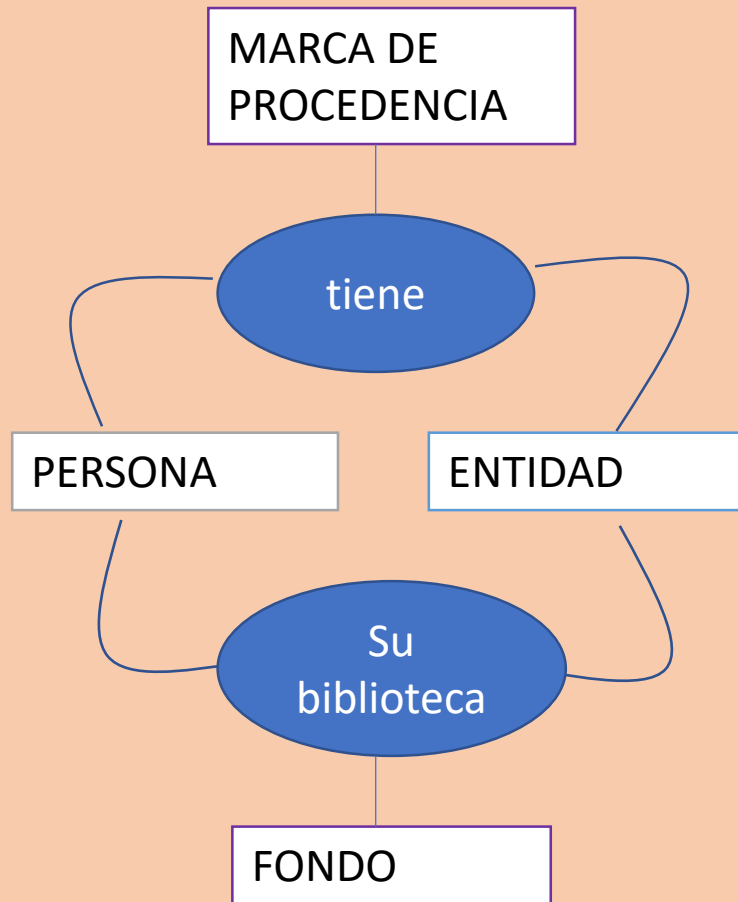 MARCA DE
PROCEDENCIA
tiene
PERSONA
ENTIDAD
Su
biblioteca
FONDO